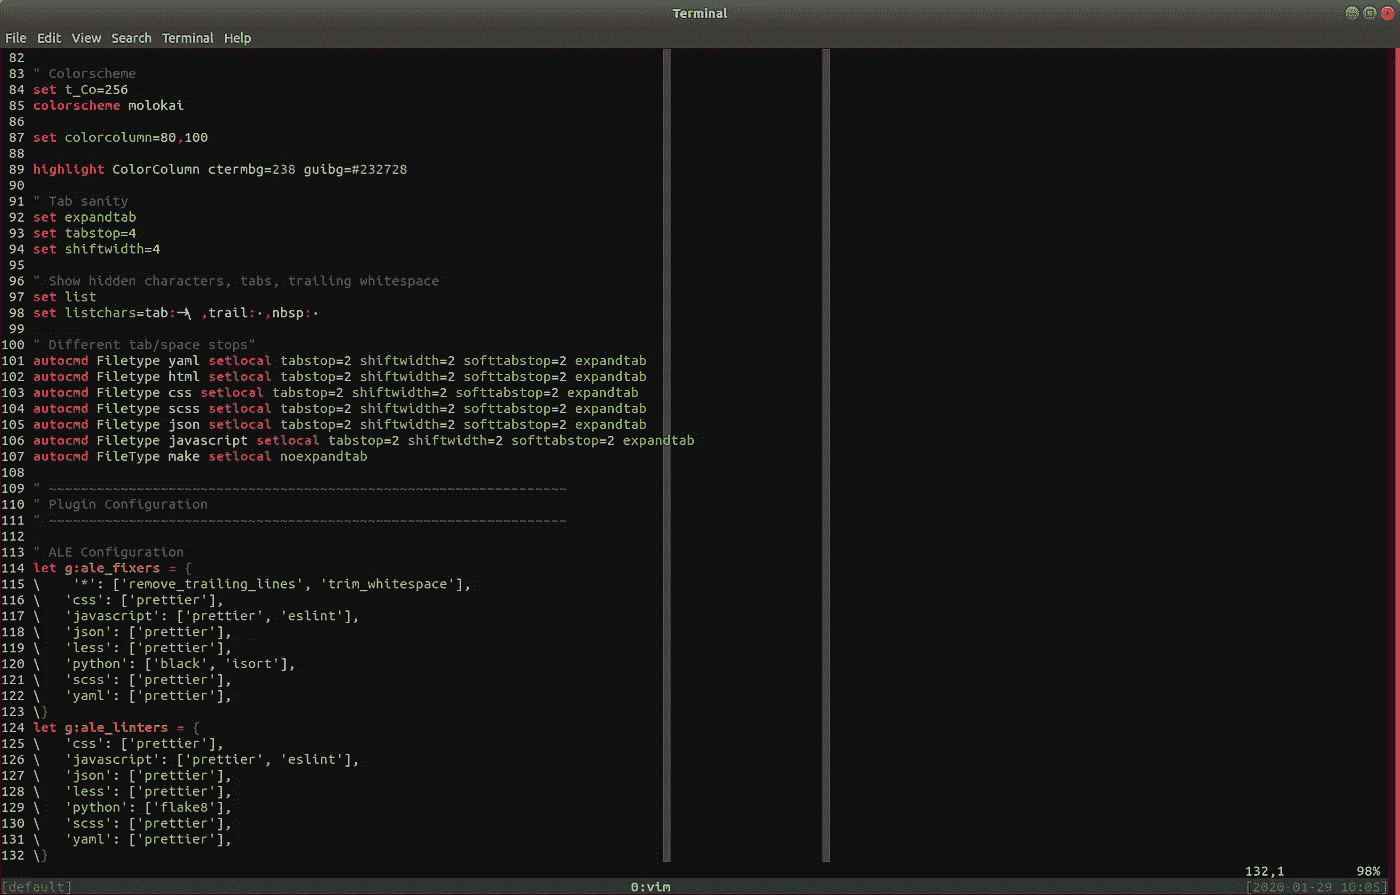 Terminal
File Edit View Search Terminal Help
82
83 " Colorscheme
84 set t_Co=256
85 colorscheme molokai
86
87 set colorcolumn=80,100
88
89 highlight ColorColumn ctermbg=238 guibg=#232728
90
91 " Tab sanity
92 set expandtab
93 set tabstop=4
94 set shiftwidth=4
95
96 " Show hidden characters, tabs, trailing whitespace
97 set list
98 set listchars=tab:→\ ,trail:·,nbsp:·
99
100 " Different tab/space stops"
101 autocmd Filetype yaml setlocal tabstop=2 shiftwidth=2 softtabstop=2 expandtab
102 autocmd Filetype html setlocal tabstop=2 shiftwidth=2 softtabstop=2 expandtab
103 autocmd Filetype css setlocal tabstop=2 shiftwidth=2 softtabstop=2 expandtab
104 autocmd Filetype scss setlocal tabstop=2 shiftwidth=2 softtabstop=2 expandtab
105 autocmd Filetype json setlocal tabstop=2 shiftwidth=2 softtabstop=2 expandtab
106 autocmd Filetype javascript setlocal tabstop=2 shiftwidth=2 softtabstop=2 expandtab
107 autocmd FileType make setlocal noexpandtab
108
109 " ~~~~~~~~~~~~~~~~~~~~~~~~~~~~~~~~~~~~~~~~~~~~~~~~~~~~~~~~~~~~~~~~~
110 " Plugin Configuration
111 " ~~~~~~~~~~~~~~~~~~~~~~~~~~~~~~~~~~~~~~~~~~~~~~~~~~~~~~~~~~~~~~~~~
112
113 " ALE Configuration
114 let g:ale_fixers = {
115 \    '*': ['remove_trailing_lines', 'trim_whitespace'],
116 \   'css': ['prettier'],
117 \   'javascript': ['prettier', 'eslint'],
118 \   'json': ['prettier'],
119 \   'less': ['prettier'],
120 \   'python': ['black', 'isort'],
121 \   'scss': ['prettier'],
122 \   'yaml': ['prettier'],
123 \}
124 let g:ale_linters = {
125 \   'css': ['prettier'],
126 \   'javascript': ['prettier', 'eslint'],
127 \   'json': ['prettier'],
128 \   'less': ['prettier'],
129 \   'python': ['flake8'],
130 \   'scss': ['prettier'],
131 \   'yaml': ['prettier'],
132 \}
132,1 98%
[default] 0:vim [2020-01-29 10:05]